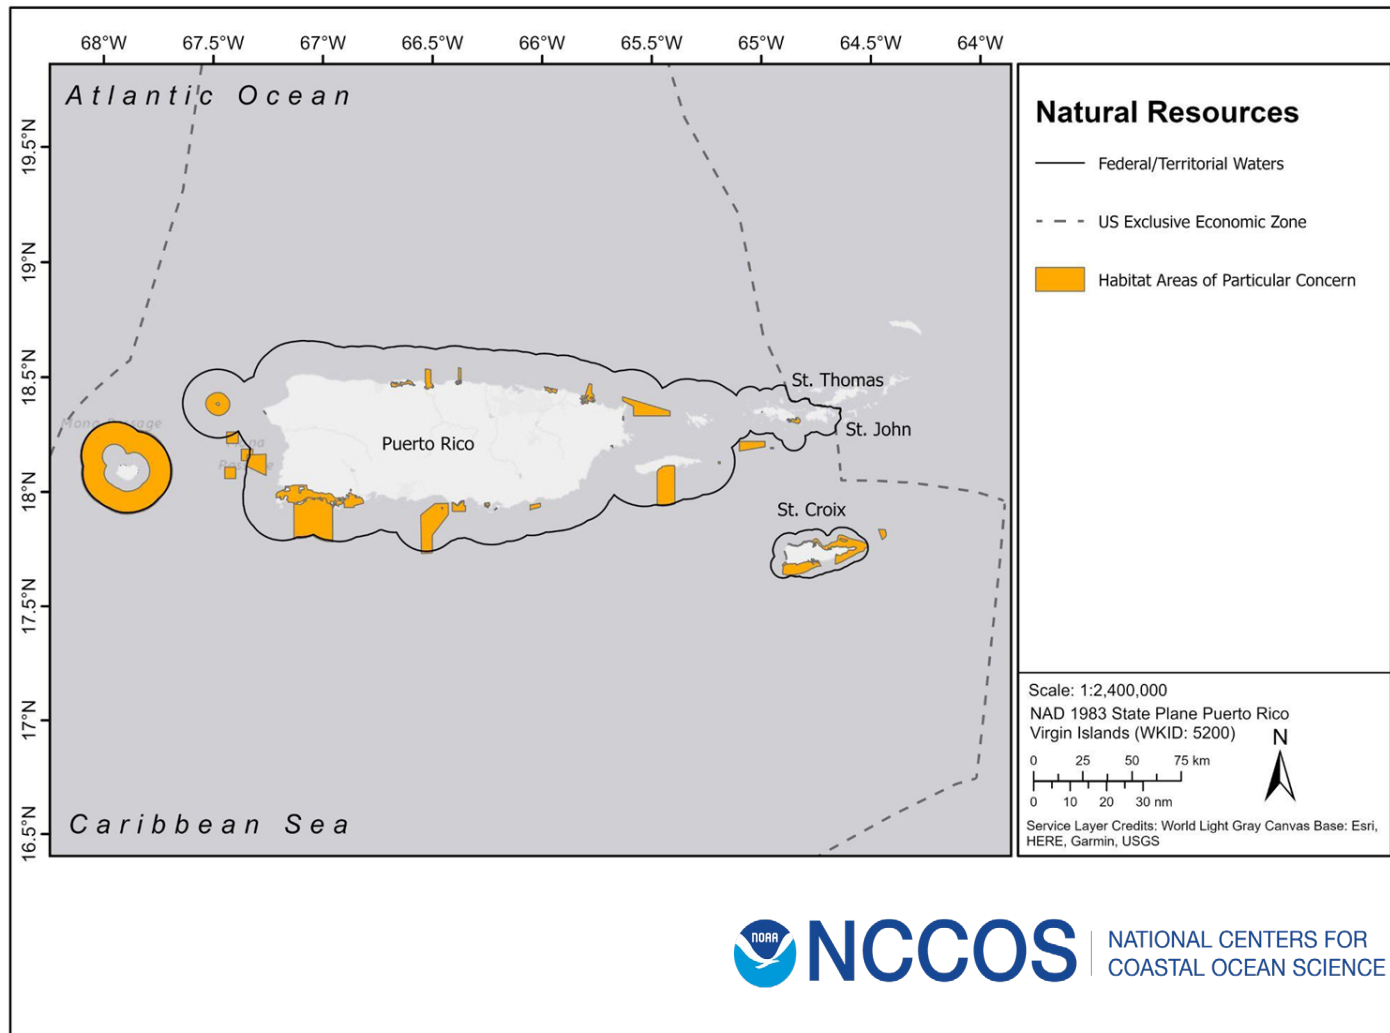 68°W 67.5°W 67°W 66.5°W 66°W 65.5°W 65°W 64.5°W 64°W
Atlantic Ocean
19.5°N
19°N
18.5°N
18°N
17.5°N
17°N
16.5°N
Mona Passage
Mona
Passage
Puerto Rico
St. Thomas
St. John
St. Croix
Caribbean Sea
Natural Resources
Federal/Territorial Waters
US Exclusive Economic Zone
Habitat Areas of Particular Concern
Scale: 1:2,400,000
NAD 1983 State Plane Puerto Rico
Virgin Islands (WKID: 5200)
N
0 25 50 75 km
0 10 20 30 nm
Service Layer Credits: World Light Gray Canvas Base: Esri,
HERE, Garmin, USGS
NOAA
NCCOS
NATIONAL CENTERS FOR
COASTAL OCEAN SCIENCE